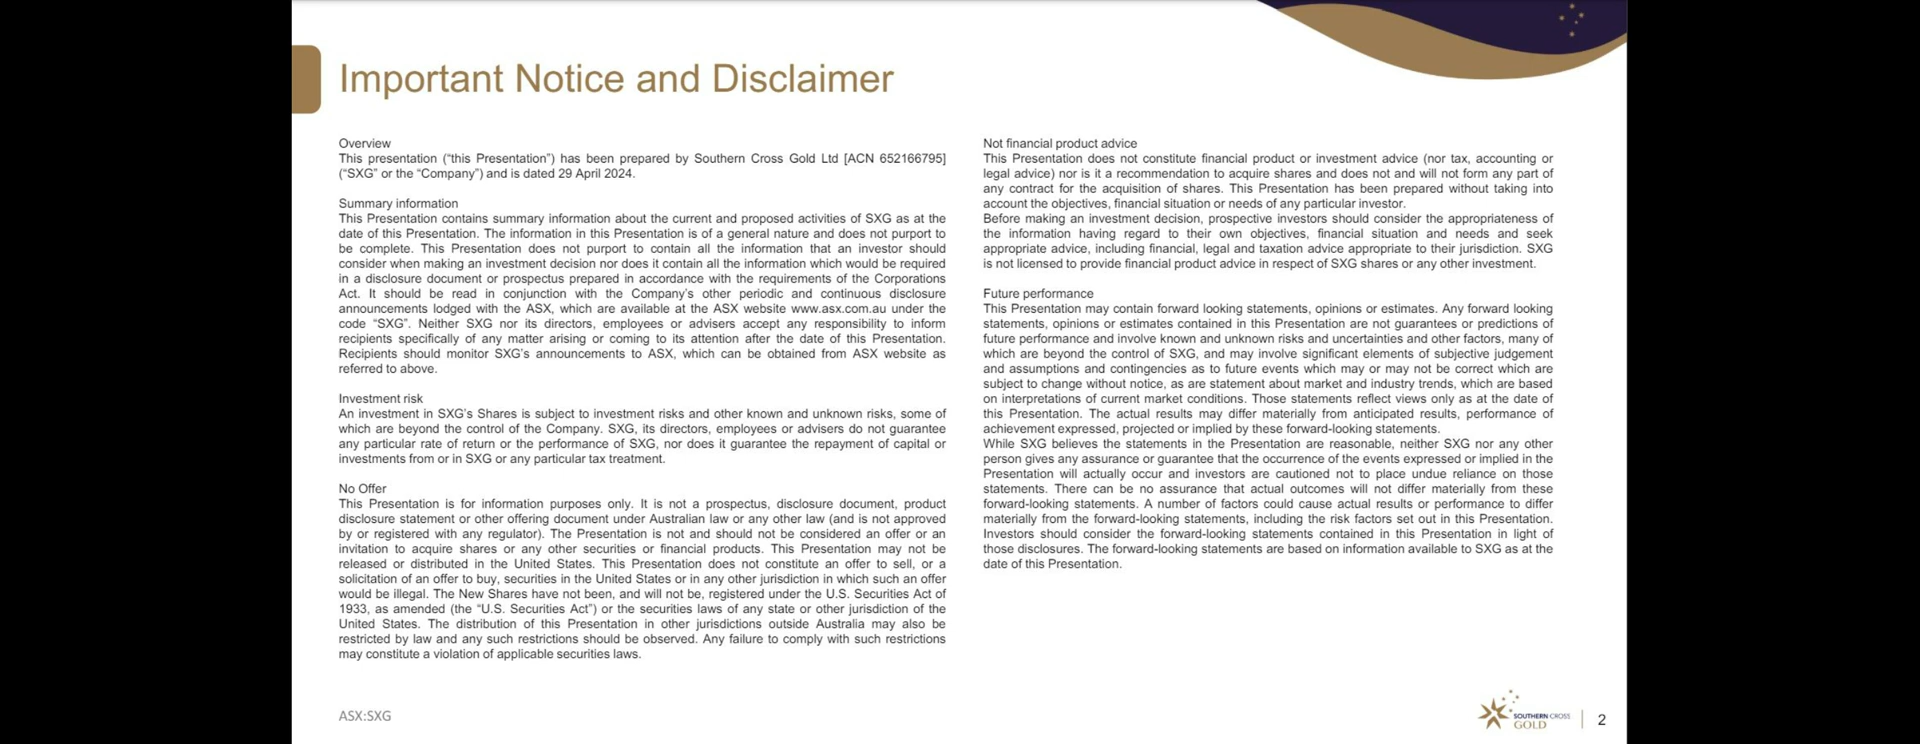 Important Notice and Disclaimer
Overview
This presentation (“this Presentation”) has been prepared by Southern Cross Gold Ltd [ACN 652166795]
(“SXG” or the “Company”) and is dated 29 April 2024.
Summary information
This Presentation contains summary information about the current and proposed activities of SXG as at the
date of this Presentation. The information in this Presentation is of a general nature and does not purport to
be complete. This Presentation does not purport to contain all the information that an investor should
consider when making an investment decision nor does it contain all the information which would be required
in a disclosure document or prospectus prepared in accordance with the requirements of the Corporations
Act. It should be read in conjunction with the Company’s other periodic and continuous disclosure
announcements lodged with the ASX, which are available at the ASX website www.asx.com.au under the
code “SXG”. Neither SXG nor its directors, employees or advisers accept any responsibility to inform
recipients specifically of any matter arising or coming to its attention after the date of this Presentation.
Recipients should monitor SXG’s announcements to ASX, which can be obtained from ASX website as
referred to above.
Investment risk
An investment in SXG’s Shares is subject to investment risks and other known and unknown risks, some of
which are beyond the control of the Company. SXG, its directors, employees or advisers do not guarantee
any particular rate of return or the performance of SXG, nor does it guarantee the repayment of capital or
investments from or in SXG or any particular tax treatment.
No Offer
This Presentation is for information purposes only. It is not a prospectus, disclosure document, product
disclosure statement or other offering document under Australian law or any other law (and is not approved
by or registered with any regulator). The Presentation is not and should not be considered an offer or an
invitation to acquire shares or any other securities or financial products. This Presentation may not be
released or distributed in the United States. This Presentation does not constitute an offer to sell, or a
solicitation of an offer to buy, securities in the United States or in any other jurisdiction in which such an offer
would be illegal. The New Shares have not been, and will not be, registered under the U.S. Securities Act of
1933, as amended (the “U.S. Securities Act”) or the securities laws of any state or other jurisdiction of the
United States. The distribution of this Presentation in other jurisdictions outside Australia may also be
restricted by law and any such restrictions should be observed. Any failure to comply with such restrictions
may constitute a violation of applicable securities laws.
Not financial product advice
This Presentation does not constitute financial product or investment advice (nor tax, accounting or
legal advice) nor is it a recommendation to acquire shares and does not and will not form any part of
any contract for the acquisition of shares. This Presentation has been prepared without taking into
account the objectives, financial situation or needs of any particular investor.
Before making an investment decision, prospective investors should consider the appropriateness of
the information having regard to their own objectives, financial situation and needs and seek
appropriate advice, including financial, legal and taxation advice appropriate to their jurisdiction. SXG
is not licensed to provide financial product advice in respect of SXG shares or any other investment.
Future performance
This Presentation may contain forward looking statements, opinions or estimates. Any forward looking
statements, opinions or estimates contained in this Presentation are not guarantees or predictions of
future performance and involve known and unknown risks and uncertainties and other factors, many of
which are beyond the control of SXG, and may involve significant elements of subjective judgement
and assumptions and contingencies as to future events which may or may not be correct which are
subject to change without notice, as are statement about market and industry trends, which are based
on interpretations of current market conditions. Those statements reflect views only as at the date of
this Presentation. The actual results may differ materially from anticipated results, performance of
achievement expressed, projected or implied by these forward-looking statements.
While SXG believes the statements in the Presentation are reasonable, neither SXG nor any other
person gives any assurance or guarantee that the occurrence of the events expressed or implied in the
Presentation will actually occur and investors are cautioned not to place undue reliance on those
statements. There can be no assurance that actual outcomes will not differ materially from these
forward-looking statements. A number of factors could cause actual results or performance to differ
materially from the forward-looking statements, including the risk factors set out in this Presentation.
Investors should consider the forward-looking statements contained in this Presentation in light of
those disclosures. The forward-looking statements are based on information available to SXG as at the
date of this Presentation.
ASX:SXG
SOUTHERN CROSS
GOLD
2